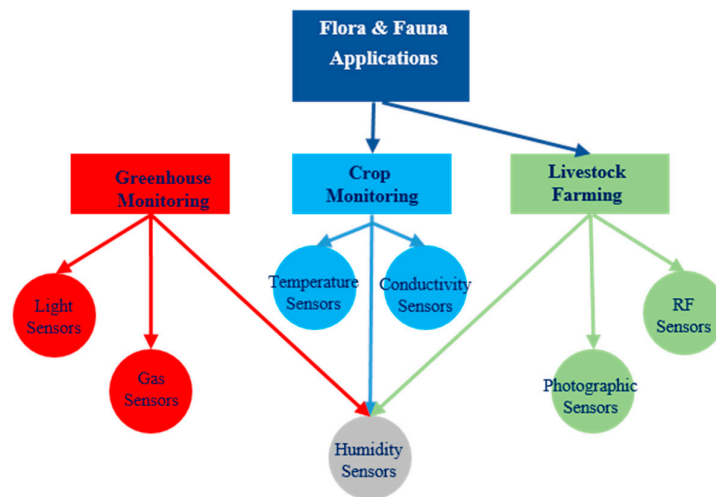 Flora & Fauna
Applications
Greenhouse
Monitoring
Crop
Monitoring
Livestock
Farming
Light
Sensors
Gas
Sensors
Temperature
Sensors
Conductivity
Sensors
Humidity
Sensors
Photographic
Sensors
RF
Sensors